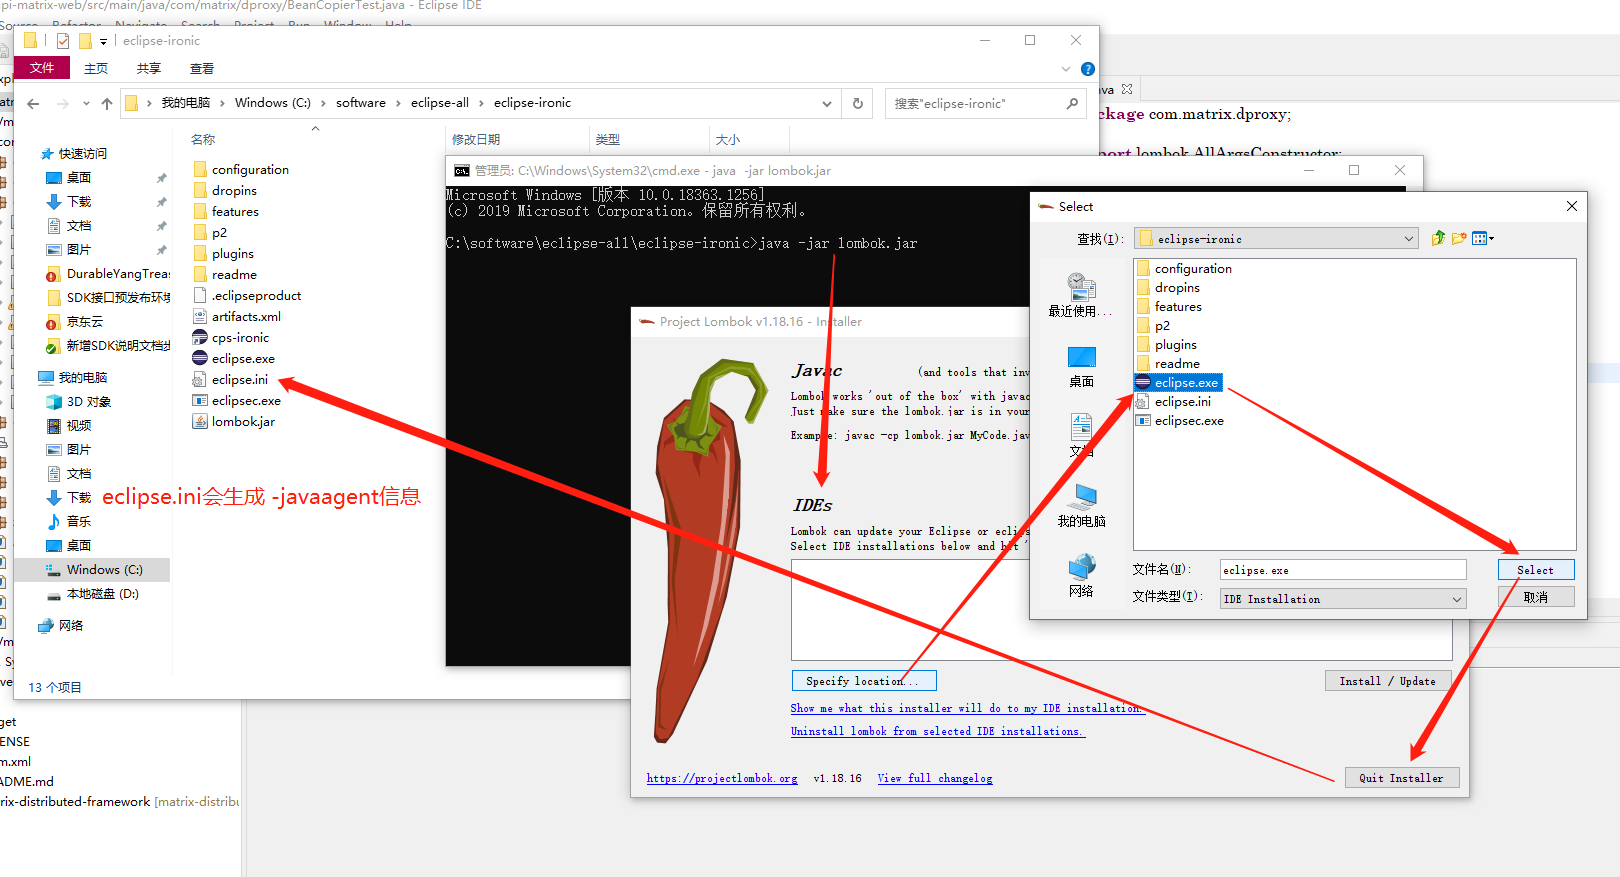 pi-matrix-web/src/main/java/com/matrix/dproxy/BeanCopierTest.java - Eclipse IDE
Source Refactor Navigate Search Project Run Window Help
eclipse-ironic
文件 主页 共享 查看
我的电脑 > Windows (C:) > software > eclipse-all > eclipse-ironic
搜索"eclipse-ironic"
名称 修改日期 类型 大小
快速访问
桌面
下载
文档
图片
DurableYangTreas
SDK接口预发布环境
京东云
新增SDK说明文档步
我的电脑
3D 对象
视频
图片
文档
下载
音乐
桌面
Windows (C:)
本地磁盘 (D:)
网络
13 个项目
configuration
dropins
features
p2
plugins
readme
.eclipseproduct
artifacts.xml
cps-ironic
eclipse.exe
eclipse.ini
eclipsec.exe
lombok.jar
eclipse.ini会生成 -javaagent信息
管理员: C:\Windows\System32\cmd.exe - java -jar lombok.jar
Microsoft Windows [版本 10.0.18363.1256]
(c) 2019 Microsoft Corporation。保留所有权利。
C:\software\eclipse-all\eclipse-ironic>java -jar lombok.jar
Project Lombok v1.18.16 - Installer
Javac (and tools that inv
Lombok works 'out of the box' with javac
Just make sure the lombok.jar is in your
Example: javac -cp lombok.jar MyCode.jav
IDEs
Lombok can update your Eclipse or eclips
Select IDE installations below and hit '
Specify location...
Install / Update
Show me what this installer will do to my IDE installation.
Uninstall lombok from selected IDE installations.
https://projectlombok.org v1.18.16 View full changelog
Quit Installer
Select
查找(I): eclipse-ironic
最近使用...
桌面
文档
我的电脑
网络
configuration
dropins
features
p2
plugins
readme
eclipse.exe
eclipse.ini
eclipsec.exe
文件名(N): eclipse.exe
Select
文件类型(T): IDE Installation
取消
ava
ckage com.matrix.dproxy;
port lombok.AllArgsConstructor;
get
ENSE
m.xml
ADME.md
rix-distributed-framework [matrix-distribu